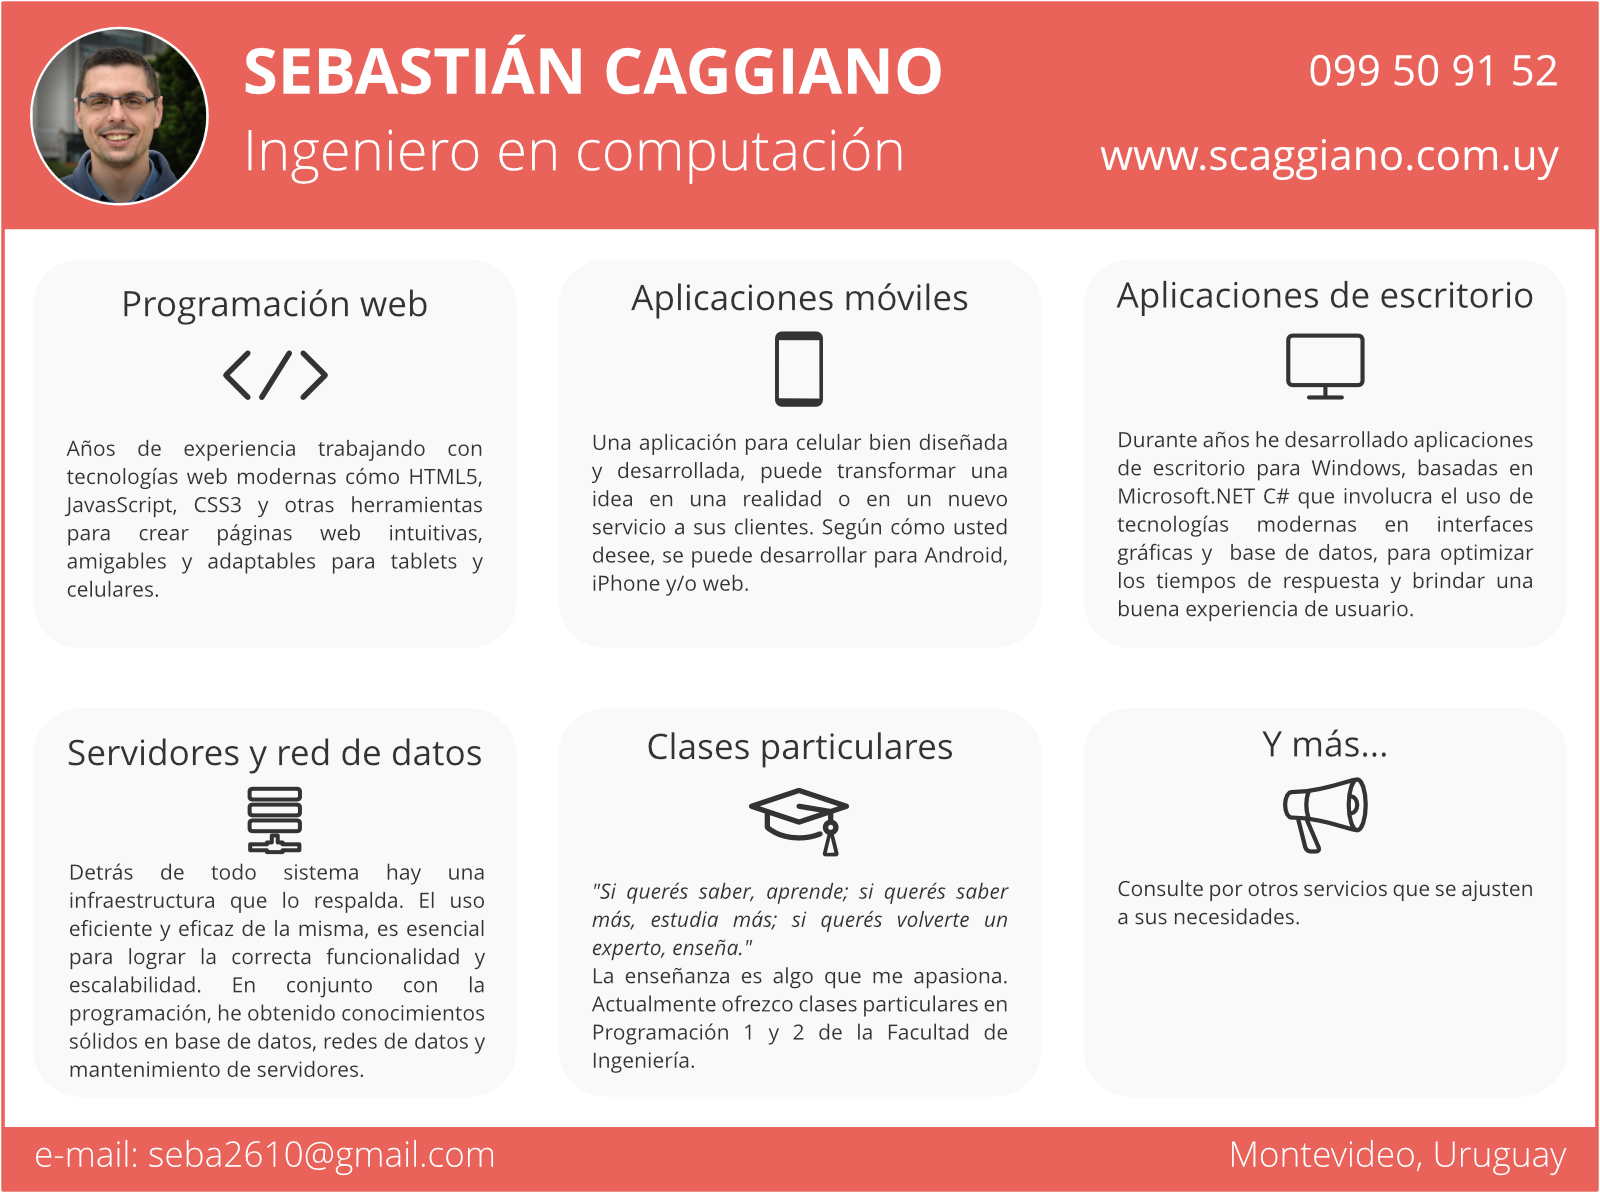 SEBASTIÁN CAGGIANO
Ingeniero en computación
099 50 91 52
www.scaggiano.com.uy
Programación web
Años de experiencia trabajando con
tecnologías web modernas cómo HTML5,
JavasScript, CSS3 y otras herramientas
para crear páginas web intuitivas,
amigables y adaptables para tablets y
celulares.
Aplicaciones móviles
Una aplicación para celular bien diseñada
y desarrollada, puede transformar una
idea en una realidad o en un nuevo
servicio a sus clientes. Según cómo usted
desee, se puede desarrollar para Android,
iPhone y/o web.
Aplicaciones de escritorio
Durante años he desarrollado aplicaciones
de escritorio para Windows, basadas en
Microsoft.NET C# que involucra el uso de
tecnologías modernas en interfaces
gráficas y base de datos, para optimizar
los tiempos de respuesta y brindar una
buena experiencia de usuario.
Servidores y red de datos
Detrás de todo sistema hay una
infraestructura que lo respalda. El uso
eficiente y eficaz de la misma, es esencial
para lograr la correcta funcionalidad y
escalabilidad. En conjunto con la
programación, he obtenido conocimientos
sólidos en base de datos, redes de datos y
mantenimiento de servidores.
Clases particulares
"Si querés saber, aprende; si querés saber
más, estudia más; si querés volverte un
experto, enseña."
La enseñanza es algo que me apasiona.
Actualmente ofrezco clases particulares en
Programación 1 y 2 de la Facultad de
Ingeniería.
Y más...
Consulte por otros servicios que se ajusten
a sus necesidades.
e-mail: seba2610@gmail.com
Montevideo, Uruguay